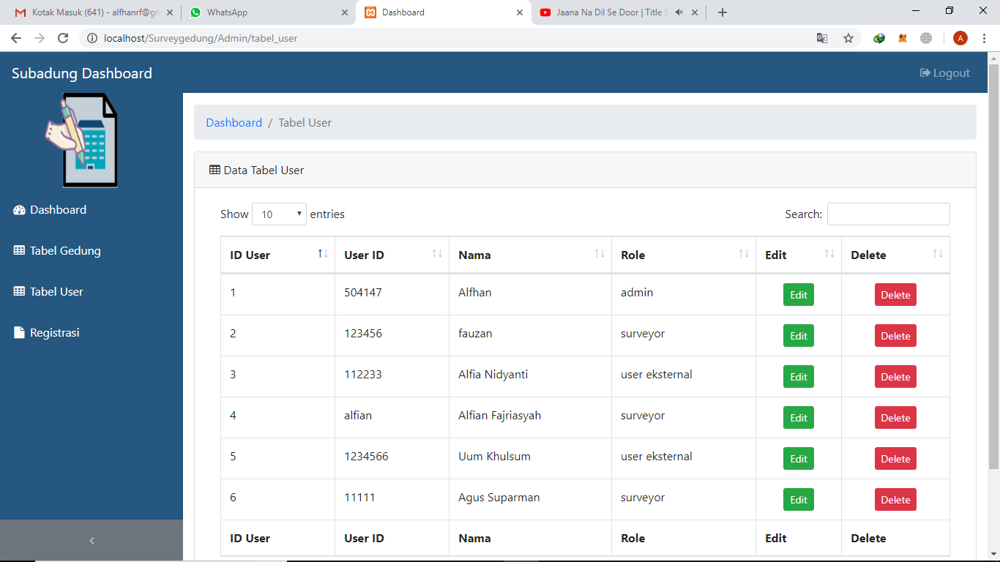 Kotak Masuk (641) - alfhanrf@gm
WhatsApp
Dashboard
Jaana Na Dil Se Door | Title S
localhost/Surveygedung/Admin/tabel_user
A
Subadung Dashboard
Logout
Dashboard / Tabel User
Data Tabel User
Dashboard
Tabel Gedung
Tabel User
Registrasi
Show 10 entries
Search:
ID User User ID Nama Role Edit Delete
1 504147 Alfhan admin Edit Delete
2 123456 fauzan surveyor Edit Delete
3 112233 Alfia Nidyanti user eksternal Edit Delete
4 alfian Alfian Fajriasyah surveyor Edit Delete
5 1234566 Uum Khulsum user eksternal Edit Delete
6 11111 Agus Suparman surveyor Edit Delete
ID User User ID Nama Role Edit Delete